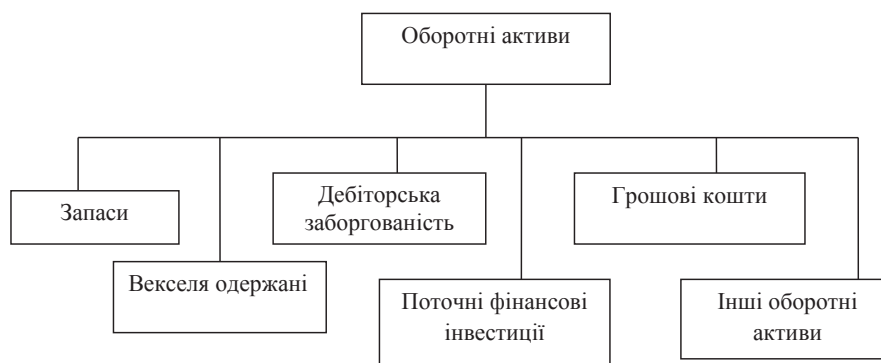 Оборотні активи
Запаси
Дебіторська
заборгованість
Грошові кошти
Векселя одержані
Поточні фінансові
інвестиції
Інші оборотні
активи